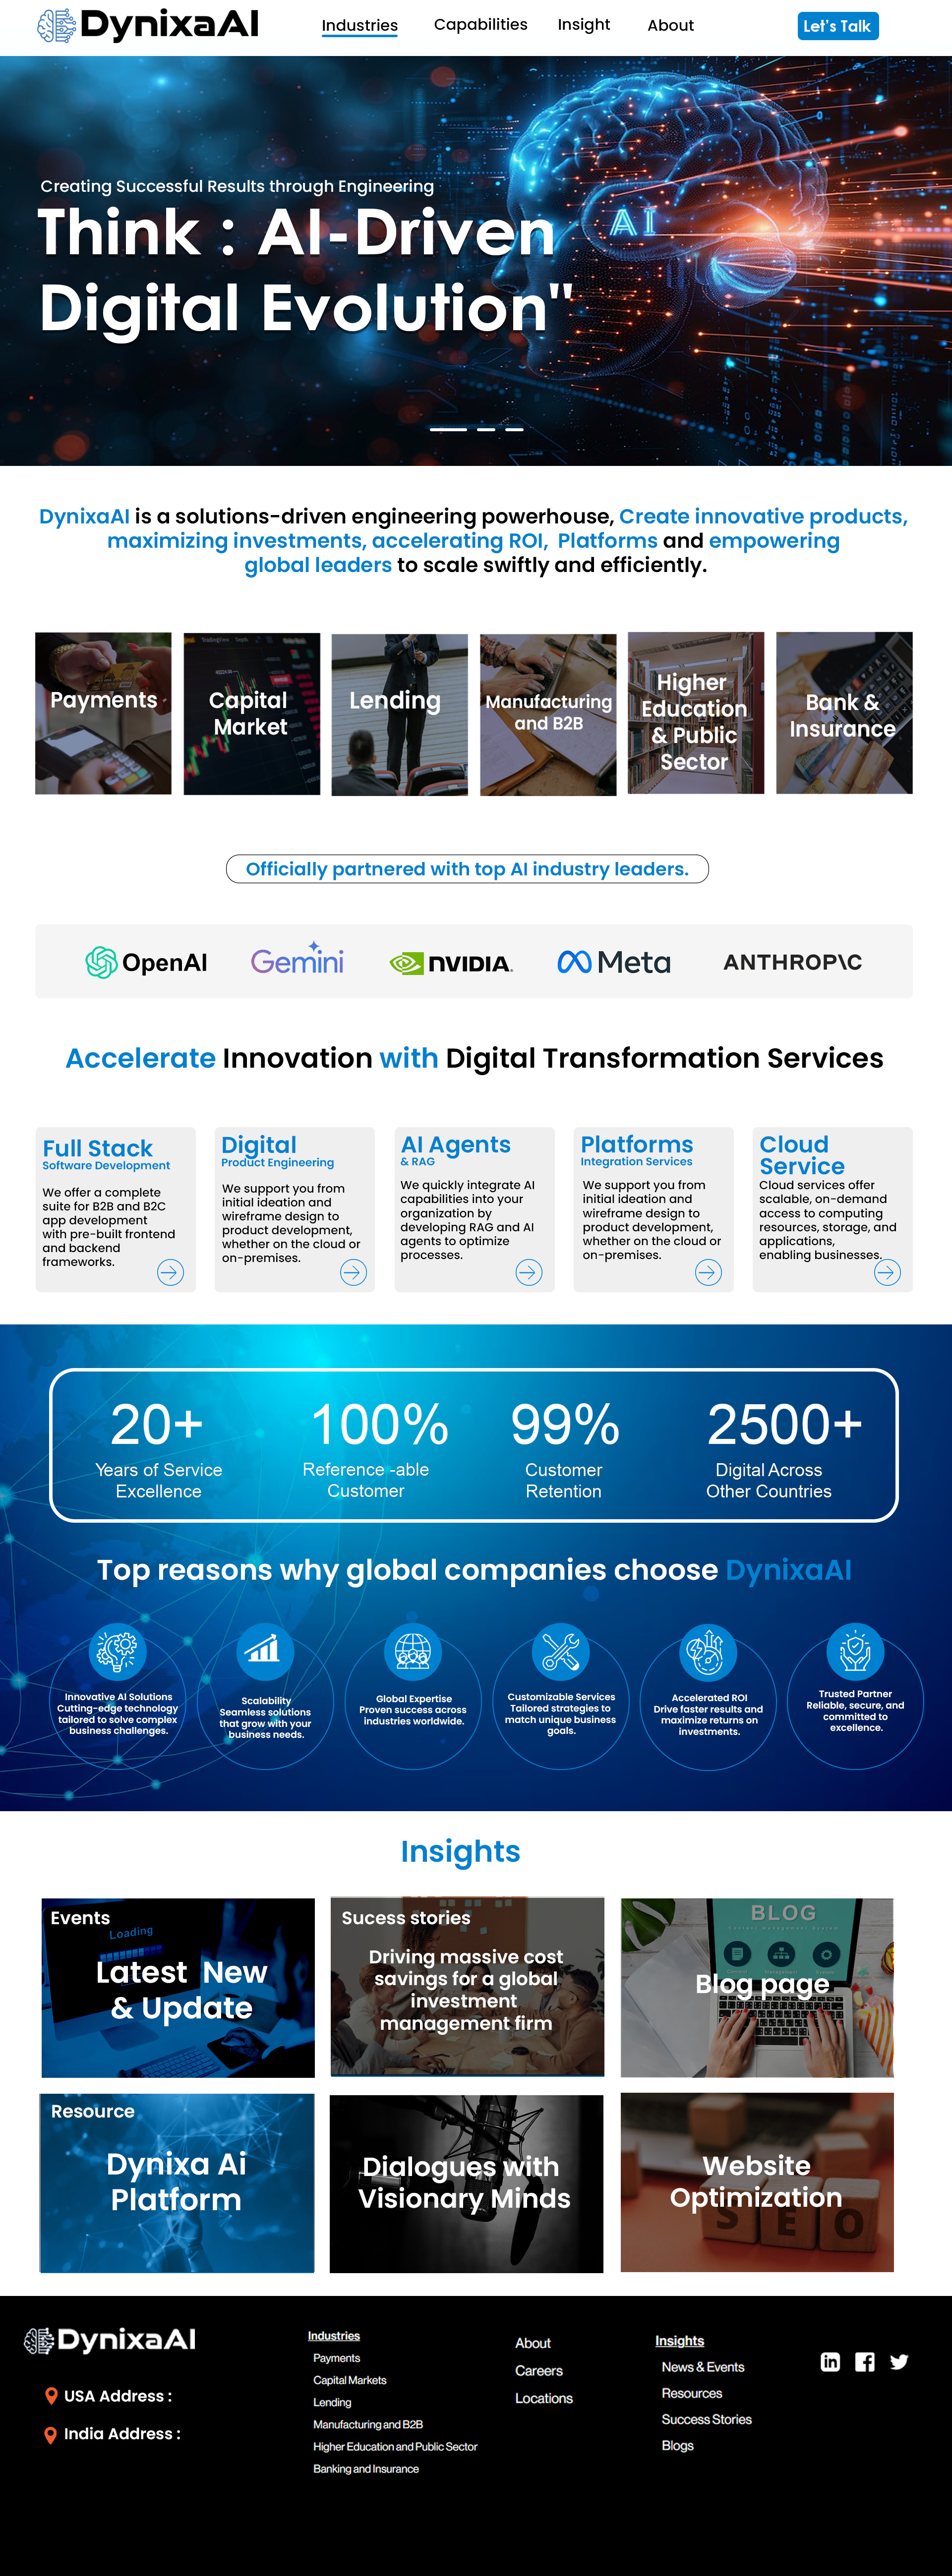 DynixaAI
Industries
Capabilities
Insight
About
Let's Talk
Creating Successful Results through Engineering
Think : AI-Driven
Digital Evolution"
AI
DynixaAI is a solutions-driven engineering powerhouse, Create innovative products,
maximizing investments, accelerating ROI, Platforms and empowering
global leaders to scale swiftly and efficiently.
Payments
Capital
Market
Lending
Manufacturing
and B2B
Higher
Education
& Public
Sector
Bank &
Insurance
Officially partnered with top AI industry leaders.
OpenAI
Gemini
NVIDIA.
Meta
ANTHROP\C
Accelerate Innovation with Digital Transformation Services
Full Stack
Software Development
We offer a complete
suite for B2B and B2C
app development
with pre-built frontend
and backend
frameworks.
Digital
Product Engineering
We support you from
initial ideation and
wireframe design to
product development,
whether on the cloud or
on-premises.
AI Agents
& RAG
We quickly integrate AI
capabilities into your
organization by
developing RAG and AI
agents to optimize
processes.
Platforms
Integration Services
We support you from
initial ideation and
wireframe design to
product development,
whether on the cloud or
on-premises.
Cloud
Service
Cloud services offer
scalable, on-demand
access to computing
resources, storage, and
applications,
enabling businesses.
20+
Years of Service
Excellence
100%
Reference -able
Customer
99%
Customer
Retention
2500+
Digital Across
Other Countries
Top reasons why global companies choose DynixaAI
Innovative AI Solutions
Cutting-edge technology
tailored to solve complex
business challenges.
Scalability
Seamless solutions
that grow with your
business needs.
Global Expertise
Proven success across
industries worldwide.
Customizable Services
Tailored strategies to
match unique business
goals.
Accelerated ROI
Drive faster results and
maximize returns on
investments.
Trusted Partner
Reliable, secure, and
committed to
excellence.
Insights
Events
Loading
Latest New
& Update
Sucess stories
Driving massive cost
savings for a global
investment
management firm
BLOG
Blog page
Resource
Dynixa Ai
Platform
Dialogues with
Visionary Minds
Website
Optimization
SEO
DynixaAI
USA Address :
India Address :
Industries
Payments
Capital Markets
Lending
Manufacturing and B2B
Higher Education and Public Sector
Banking and Insurance
About
Careers
Locations
Insights
News & Events
Resources
Success Stories
Blogs
in